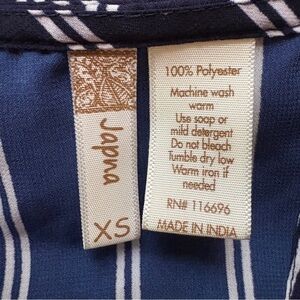 Japna
XS
100% Polyester
Machine wash
warm
Use soap or
mild detergent
Do not bleach
Tumble dry low
Warm iron if
needed
RN# 116696
MADE IN INDIA